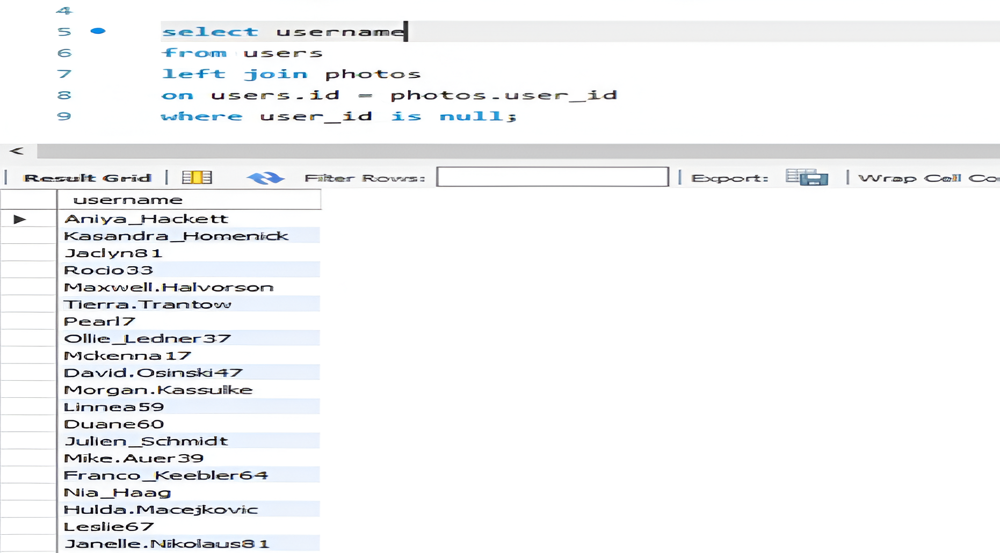 4
5 select username
6 from users
7 left join photos
8 on users.id = photos.user_id
9 where user_id is null;
Result Grid Filter Rows: Export: Wrap Cell Co
username
Aniya_Hackett
Kasandra_Homenick
Jaclyn81
Rocio33
Maxwell.Halvorson
Tierra.Trantow
Pearl7
Ollie_Ledner37
Mckenna17
David.Osinski47
Morgan.Kassulke
Linnea59
Duane60
Julien_Schmidt
Mike.Auer39
Franco_Keebler64
Nia_Haag
Hulda.Macejkovic
Leslie67
Janelle.Nikolaus81